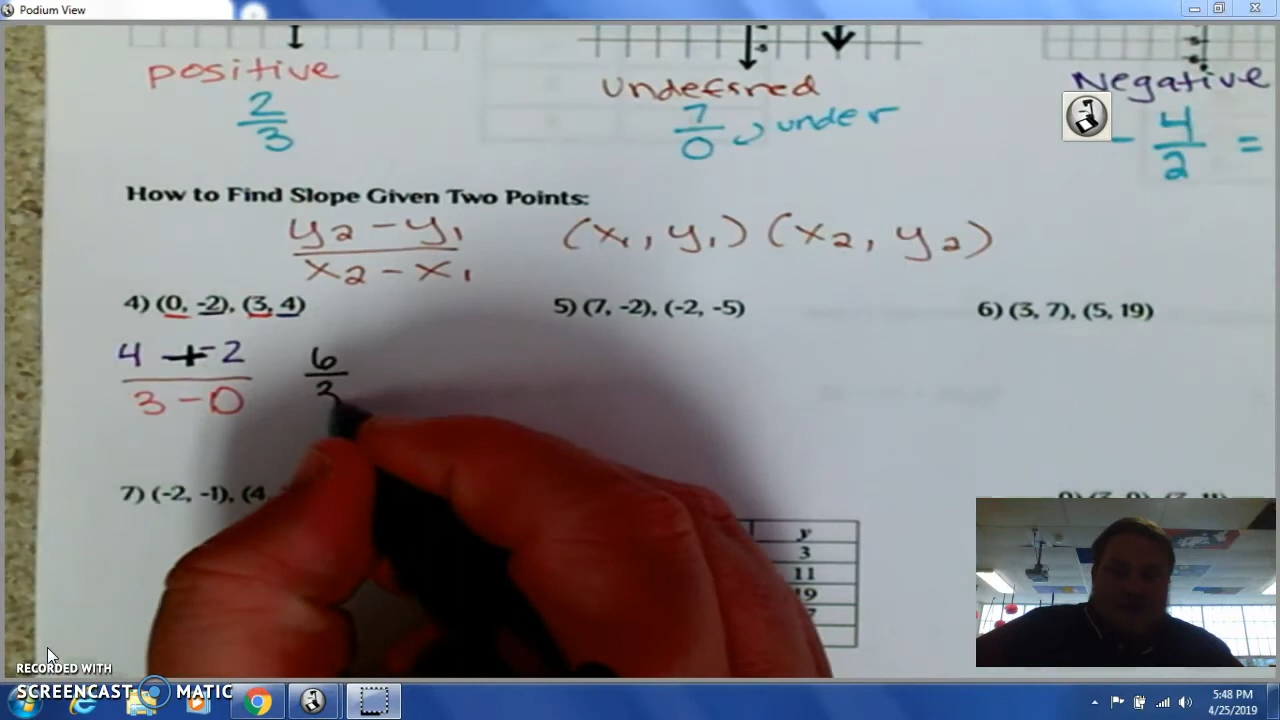 Podium View
positive
undefined
Negative
2/3
7/0 under
- 4/2 =
How to Find Slope Given Two Points:
y₂ - y₁ / x₂ - x₁ (x₁, y₁) (x₂, y₂)
4) (0, -2), (3, 4)
5) (7, -2), (-2, -5)
6) (3, 7), (5, 19)
4 + 2 / 3 - 0
6/3
7) (-2, -1), (4,
y
3
11
19
RECORDED WITH
SCREENCAST MATIC
5:48 PM
4/25/2019